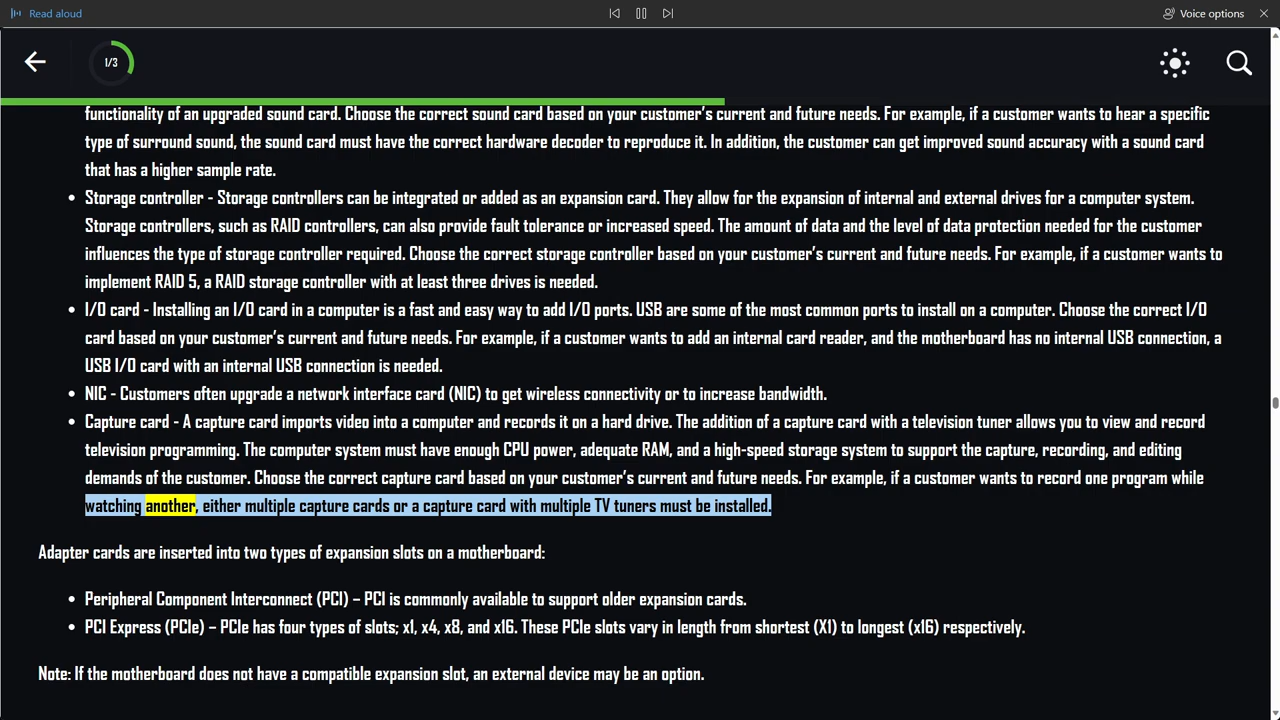 Read aloud
Voice options
1/3
functionality of an upgraded sound card. Choose the correct sound card based on your customer's current and future needs. For example, if a customer wants to hear a specific
type of surround sound, the sound card must have the correct hardware decoder to reproduce it. In addition, the customer can get improved sound accuracy with a sound card
that has a higher sample rate.
• Storage controller - Storage controllers can be integrated or added as an expansion card. They allow for the expansion of internal and external drives for a computer system.
Storage controllers, such as RAID controllers, can also provide fault tolerance or increased speed. The amount of data and the level of data protection needed for the customer
influences the type of storage controller required. Choose the correct storage controller based on your customer's current and future needs. For example, if a customer wants to
implement RAID 5, a RAID storage controller with at least three drives is needed.
• I/O card - Installing an I/O card in a computer is a fast and easy way to add I/O ports. USB are some of the most common ports to install on a computer. Choose the correct I/O
card based on your customer's current and future needs. For example, if a customer wants to add an internal card reader, and the motherboard has no internal USB connection, a
USB I/O card with an internal USB connection is needed.
• NIC - Customers often upgrade a network interface card (NIC) to get wireless connectivity or to increase bandwidth.
• Capture card - A capture card imports video into a computer and records it on a hard drive. The addition of a capture card with a television tuner allows you to view and record
television programming. The computer system must have enough CPU power, adequate RAM, and a high-speed storage system to support the capture, recording, and editing
demands of the customer. Choose the correct capture card based on your customer's current and future needs. For example, if a customer wants to record one program while
watching another, either multiple capture cards or a capture card with multiple TV tuners must be installed.
Adapter cards are inserted into two types of expansion slots on a motherboard:
• Peripheral Component Interconnect (PCI) – PCI is commonly available to support older expansion cards.
• PCI Express (PCIe) – PCIe has four types of slots; x1, x4, x8, and x16. These PCIe slots vary in length from shortest (X1) to longest (x16) respectively.
Note: If the motherboard does not have a compatible expansion slot, an external device may be an option.